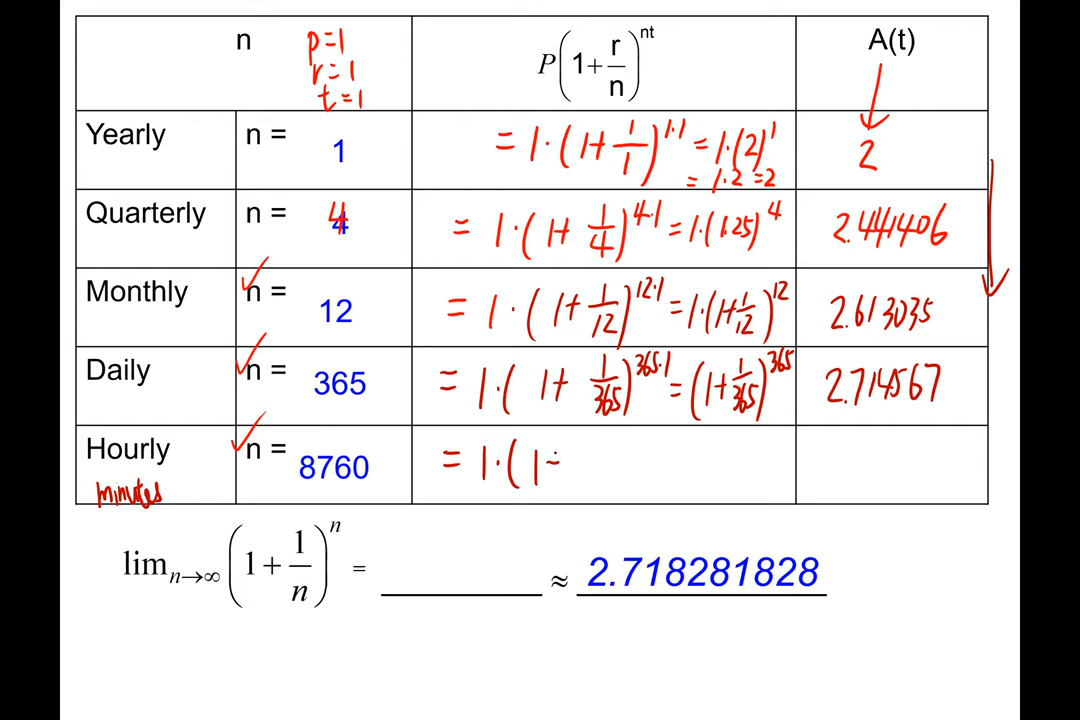 n p=1 r=1 t=1 P(1+r/n)^nt A(t)
Yearly n = 1 = 1·(1+1/1)^1·1 = 1·(2)^1 = 1·2 = 2 2
Quarterly n = 4 = 1·(1+1/4)^4·1 = 1·(1.25)^4 2.441406
Monthly n = 12 = 1·(1+1/12)^12·1 = 1·(1+1/12)^12 2.613035
Daily n = 365 = 1·(1+1/365)^365·1 = (1+1/365)^365 2.714567
Hourly n = 8760 = 1·(1
minutes
lim n→∞ (1+1/n)^n = ≈ 2.718281828